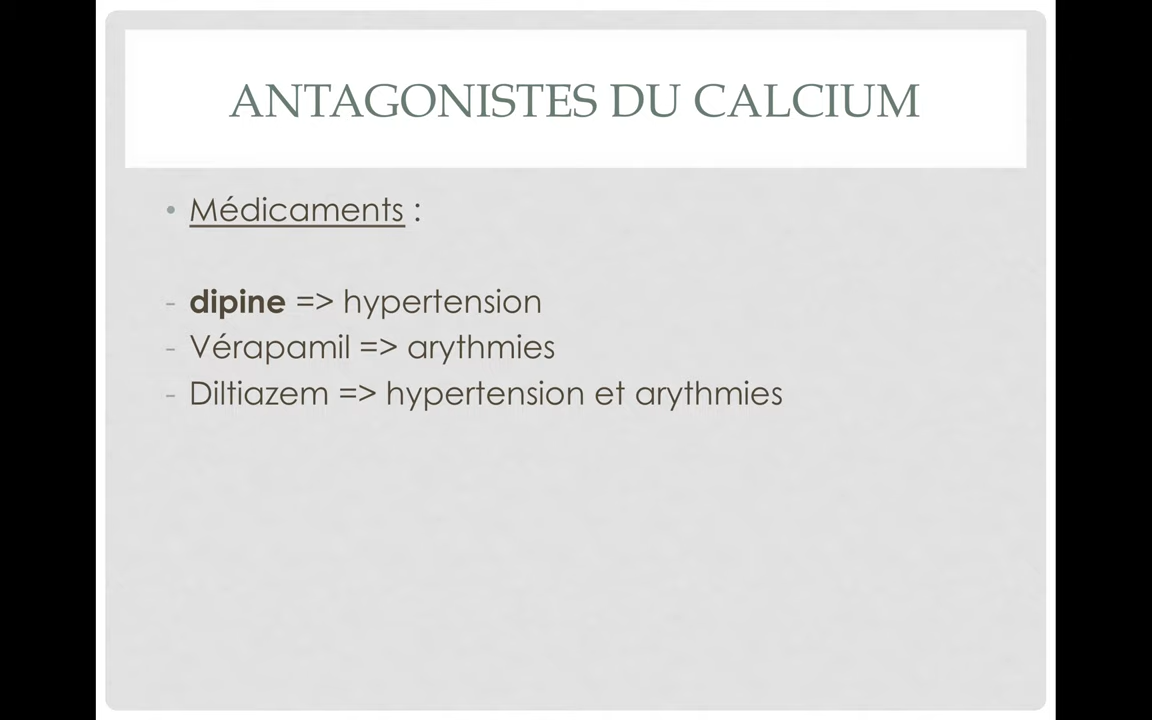 ANTAGONISTES DU CALCIUM
• Médicaments :
- dipine => hypertension
- Vérapamil => arythmies
- Diltiazem => hypertension et arythmies